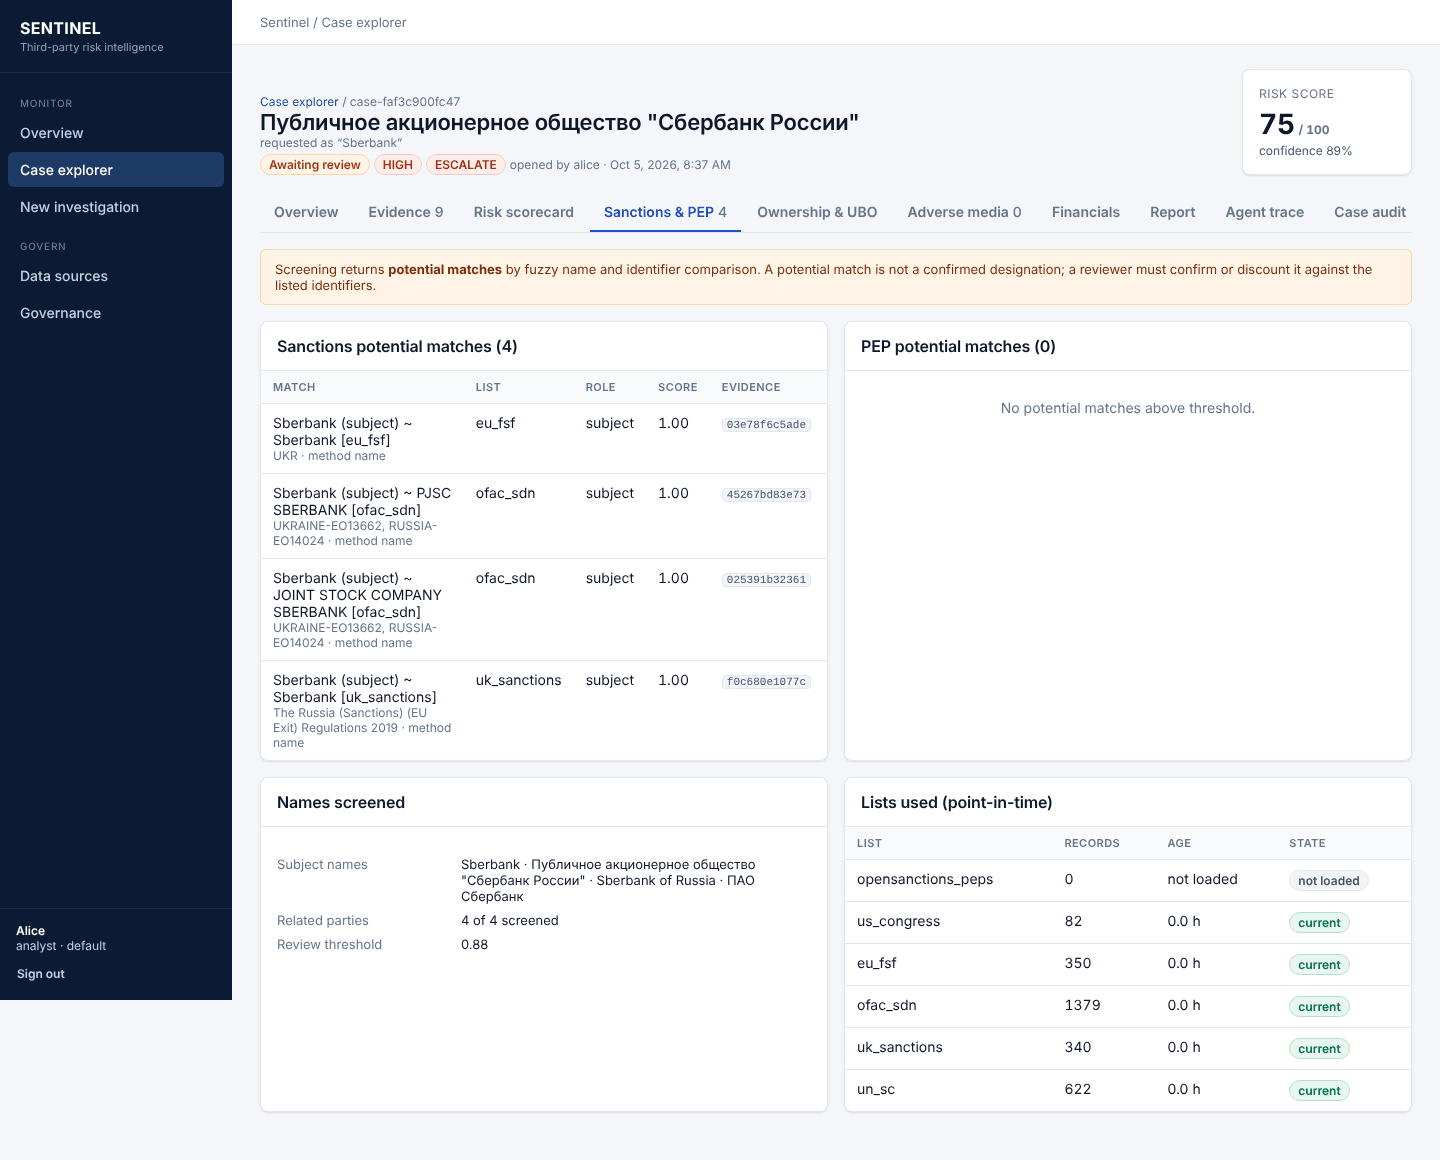 SENTINEL
Third-party risk intelligence
MONITOR
Overview
Case explorer
New investigation
GOVERN
Data sources
Governance
Alice
analyst · default
Sign out
Sentinel / Case explorer
Case explorer / case-faf3c900fc47
Публичное акционерное общество "Сбербанк России"
requested as “Sberbank”
Awaiting review HIGH ESCALATE opened by alice · Oct 5, 2026, 8:37 AM
RISK SCORE
75 / 100
confidence 89%
Overview Evidence 9 Risk scorecard Sanctions & PEP 4 Ownership & UBO Adverse media 0 Financials Report Agent trace Case audit
Screening returns potential matches by fuzzy name and identifier comparison. A potential match is not a confirmed designation; a reviewer must confirm or discount it against the
listed identifiers.
Sanctions potential matches (4)
MATCH LIST ROLE SCORE EVIDENCE
Sberbank (subject) ~ eu_fsf subject 1.00 03e78f6c5ade
Sberbank [eu_fsf]
UKR · method name
Sberbank (subject) ~ PJSC ofac_sdn subject 1.00 45267bd83e73
SBERBANK [ofac_sdn]
UKRAINE-EO13662, RUSSIA-
EO14024 · method name
Sberbank (subject) ~ ofac_sdn subject 1.00 025391b32361
JOINT STOCK COMPANY
SBERBANK [ofac_sdn]
UKRAINE-EO13662, RUSSIA-
EO14024 · method name
Sberbank (subject) ~ uk_sanctions subject 1.00 f0c680e1077c
Sberbank [uk_sanctions]
The Russia (Sanctions) (EU
Exit) Regulations 2019 · method
name
PEP potential matches (0)
No potential matches above threshold.
Names screened
Subject names Sberbank · Публичное акционерное общество
"Сбербанк России" · Sberbank of Russia · ПАО
Сбербанк
Related parties 4 of 4 screened
Review threshold 0.88
Lists used (point-in-time)
LIST RECORDS AGE STATE
opensanctions_peps 0 not loaded not loaded
us_congress 82 0.0 h current
eu_fsf 350 0.0 h current
ofac_sdn 1379 0.0 h current
uk_sanctions 340 0.0 h current
un_sc 622 0.0 h current